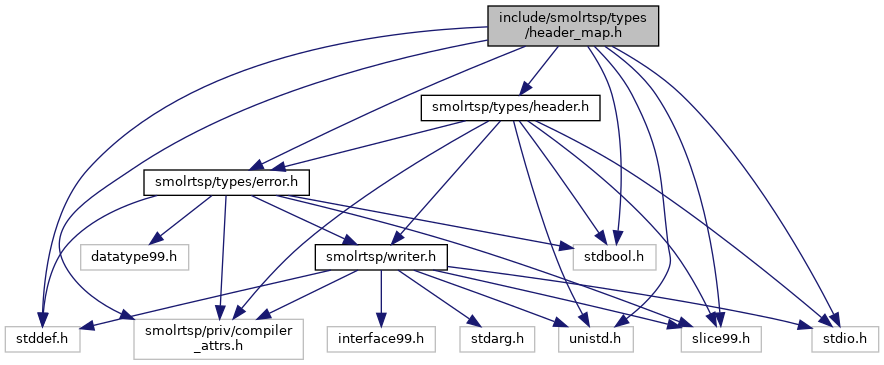 include/smolrtsp/types
/header_map.h
smolrtsp/types/header.h
smolrtsp/types/error.h
datatype99.h
smolrtsp/writer.h
stdbool.h
stddef.h
smolrtsp/priv/compiler
_attrs.h
interface99.h
stdarg.h
unistd.h
slice99.h
stdio.h